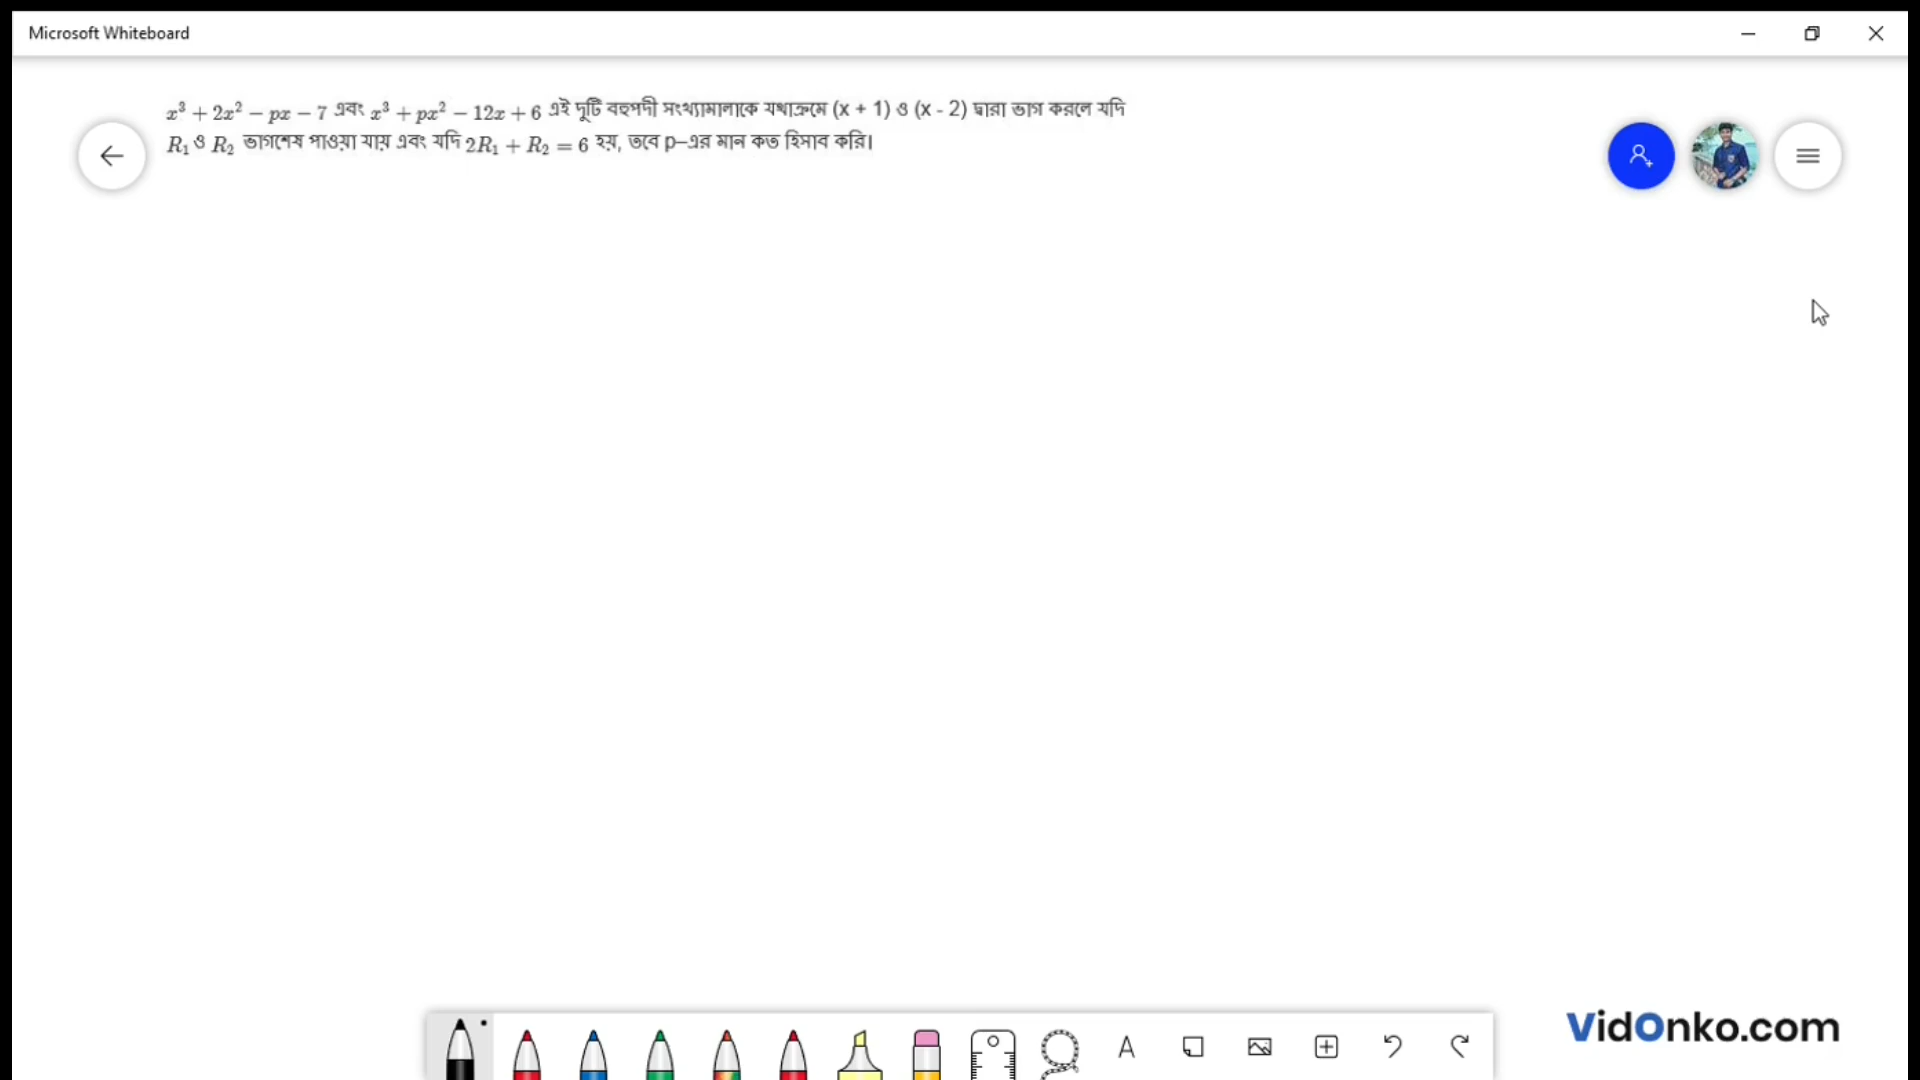 Microsoft Whiteboard
x³ + 2x² − px − 7 এবং x³ + px² − 12x + 6 এই দুটি বহুপদী সংখ্যামালাকে যথাক্রমে (x + 1) ও (x - 2) দ্বারা ভাগ করলে যদি
R₁ ও R₂ ভাগশেষ পাওয়া যায় এবং যদি 2R₁ + R₂ = 6 হয়, তবে p–এর মান কত হিসাব করি।
VidOnko.com